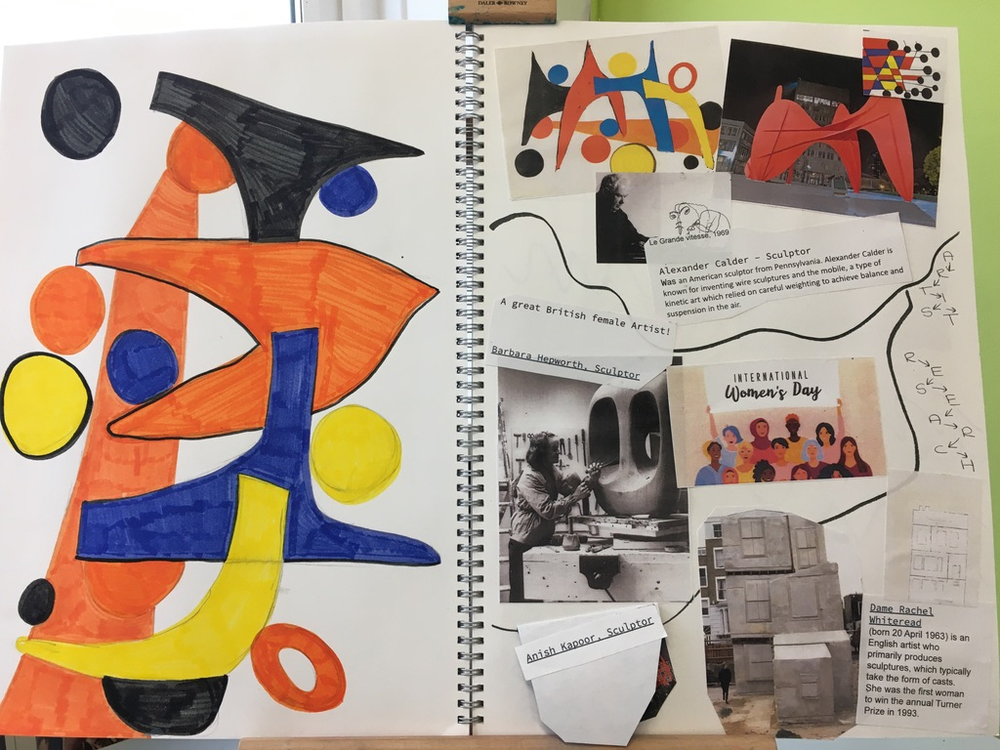 DALER ROWNEY
Le Grande vitesse, 1969
Alexander Calder – Sculptor
Was an American sculptor from Pennsylvania. Alexander Calder is
known for inventing wire sculptures and the mobile, a type of
kinetic art which relied on careful weighting to achieve balance and
suspension in the air.
ARTIST
RESEARCH
A great British female Artist!
Barbara Hepworth, Sculptor
INTERNATIONAL
Women's Day
Anish Kapoor, Sculptor
Dame Rachel
Whiteread
(born 20 April 1963) is an
English artist who
primarily produces
sculptures, which typically
take the form of casts.
She was the first woman
to win the annual Turner
Prize in 1993.